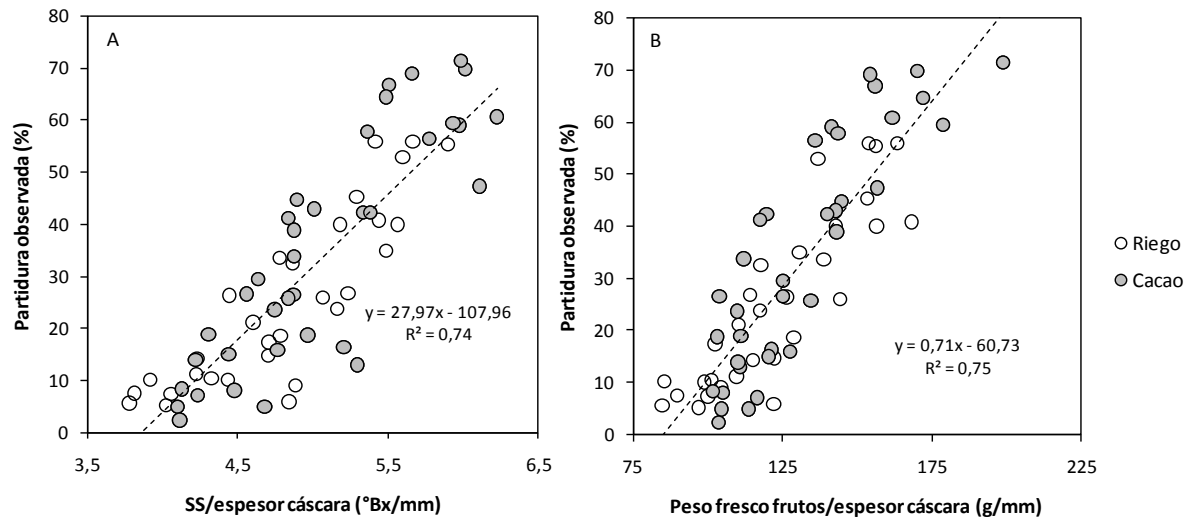 A
Partidura observada (%)
80
70
60
50
40
30
20
10
0
y = 27,97x - 107,96
R² = 0,74
3,5 4,5 5,5 6,5
SS/espesor cáscara (°Bx/mm)
B
Partidura observada (%)
80
70
60
50
40
30
20
10
0
y = 0,71x - 60,73
R² = 0,75
75 125 175 225
Peso fresco frutos/espesor cáscara (g/mm)
Riego
Cacao